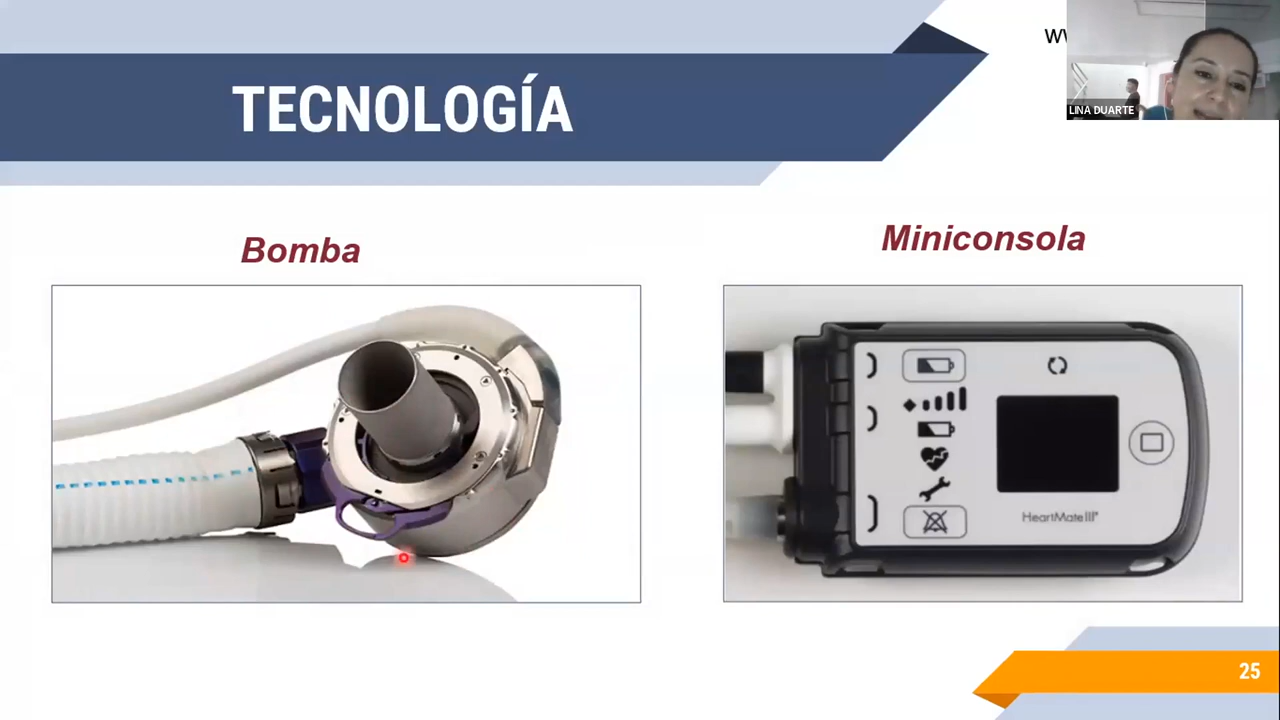 TECNOLOGÍA
LINA DUARTE
Bomba
Miniconsola
HeartMate III
25